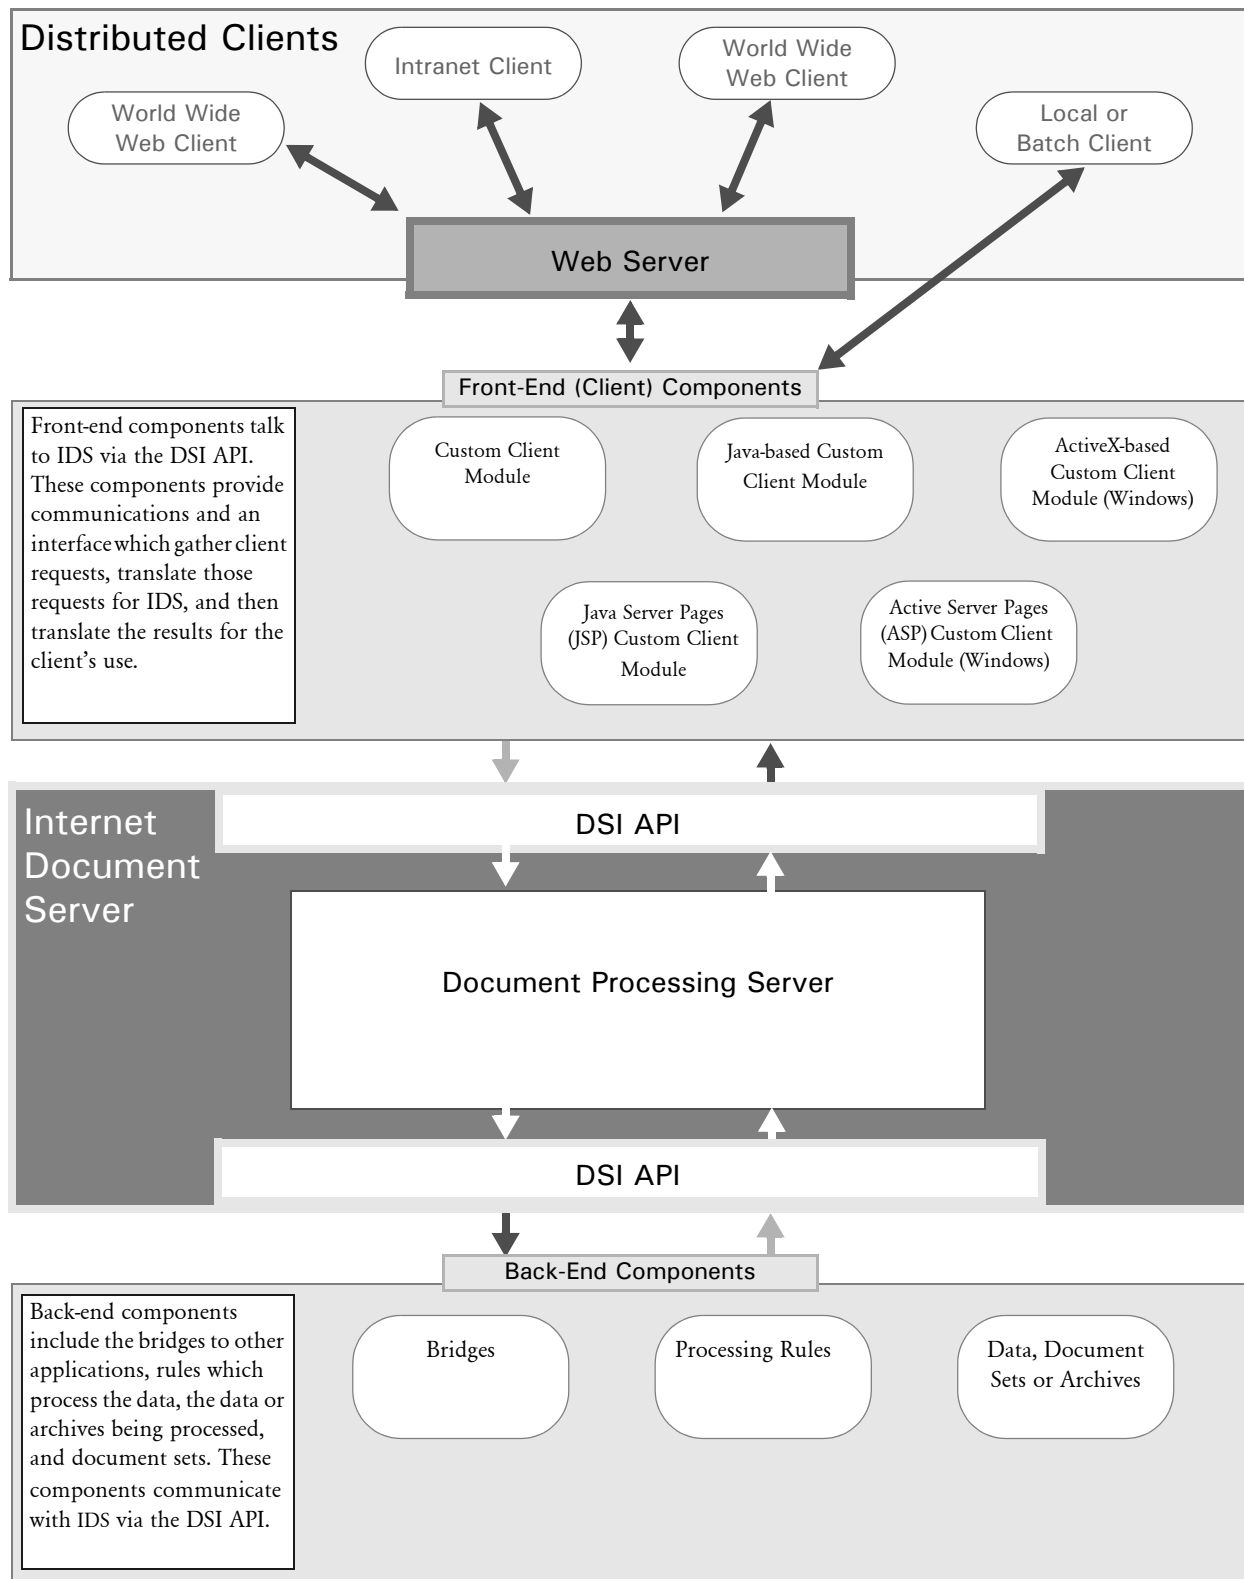 Distributed Clients
Intranet Client
World Wide
Web Client
World Wide
Web Client
Local or
Batch Client
Web Server
Front-End (Client) Components
Front-end components talk
to IDS via the DSI API.
These components provide
communications and an
interface which gather client
requests, translate those
requests for IDS, and then
translate the results for the
client's use.
Custom Client
Module
Java-based Custom
Client Module
ActiveX-based
Custom Client
Module (Windows)
Java Server Pages
(JSP) Custom Client
Module
Active Server Pages
(ASP) Custom Client
Module (Windows)
Internet
Document
Server
DSI API
Document Processing Server
DSI API
Back-End Components
Back-end components
include the bridges to other
applications, rules which
process the data, the data or
archives being processed,
and document sets. These
components communicate
with IDS via the DSI API.
Bridges
Processing Rules
Data, Document
Sets or Archives